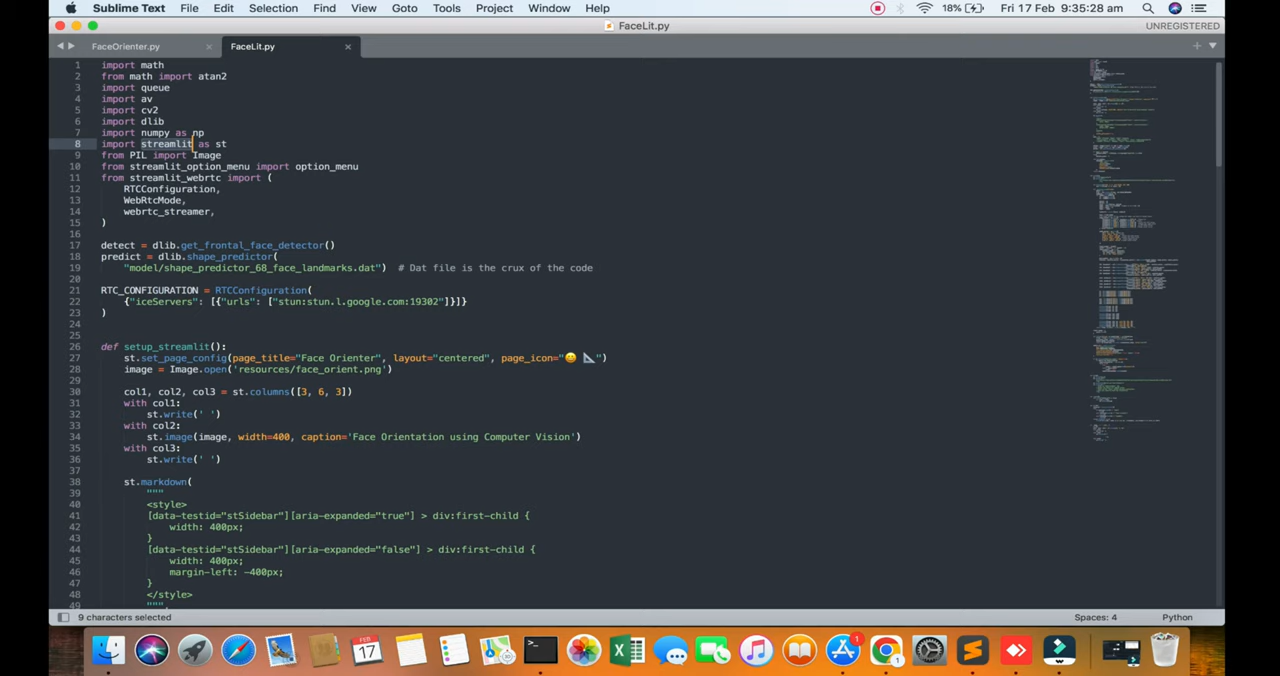 Sublime Text File Edit Selection Find View Goto Tools Project Window Help 18% Fri 17 Feb 9:35:28 am
FaceLit.py UNREGISTERED
FaceOrienter.py FaceLit.py
1 import math
2 from math import atan2
3 import queue
4 import av
5 import cv2
6 import dlib
7 import numpy as np
8 import streamlit as st
9 from PIL import Image
10 from streamlit_option_menu import option_menu
11 from streamlit_webrtc import (
12 RTCConfiguration,
13 WebRtcMode,
14 webrtc_streamer,
15 )
16
17 detect = dlib.get_frontal_face_detector()
18 predict = dlib.shape_predictor(
19 "model/shape_predictor_68_face_landmarks.dat") # Dat file is the crux of the code
20
21 RTC_CONFIGURATION = RTCConfiguration(
22 {"iceServers": [{"urls": ["stun:stun.l.google.com:19302"]}]}
23 )
24
25
26 def setup_streamlit():
27 st.set_page_config(page_title="Face Orienter", layout="centered", page_icon="😀 📐")
28 image = Image.open('resources/face_orient.png')
29
30 col1, col2, col3 = st.columns([3, 6, 3])
31 with col1:
32 st.write(' ')
33 with col2:
34 st.image(image, width=400, caption='Face Orientation using Computer Vision')
35 with col3:
36 st.write(' ')
37
38 st.markdown(
39 """
40 <style>
41 [data-testid="stSidebar"][aria-expanded="true"] > div:first-child {
42 width: 400px;
43 }
44 [data-testid="stSidebar"][aria-expanded="false"] > div:first-child {
45 width: 400px;
46 margin-left: -400px;
47 }
48 </style>
49 """,
9 characters selected Spaces: 4 Python
FEB
17
1
1